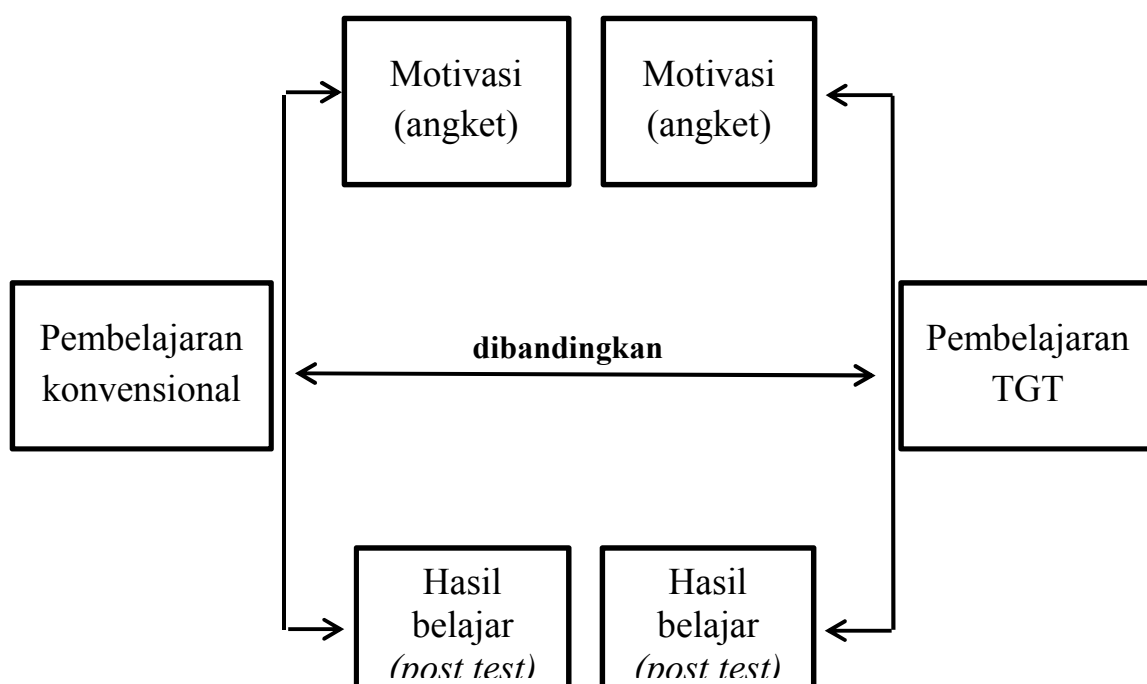 Motivasi
(angket)
Motivasi
(angket)
Pembelajaran
konvensional
dibandingkan
Pembelajaran
TGT
Hasil
belajar
(post test)
Hasil
belajar
(post test)